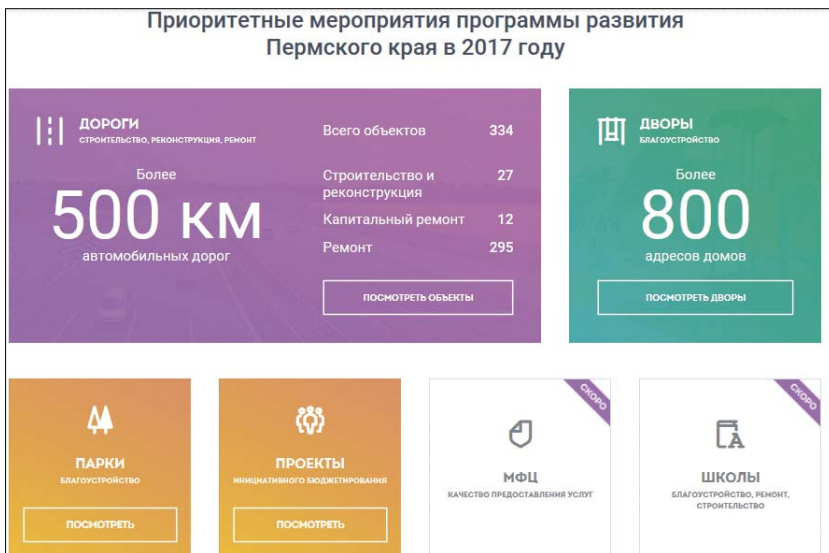 Приоритетные мероприятия программы развития
Пермского края в 2017 году
ДОРОГИ
СТРОИТЕЛЬСТВО, РЕКОНСТРУКЦИЯ, РЕМОНТ
Более
500 км
автомобильных дорог
Всего объектов 334
Строительство и 27
реконструкция
Капитальный ремонт 12
Ремонт 295
ПОСМОТРЕТЬ ОБЪЕКТЫ
ДВОРЫ
БЛАГОУСТРОЙСТВО
Более
800
адресов домов
ПОСМОТРЕТЬ ДВОРЫ
ПАРКИ
БЛАГОУСТРОЙСТВО
ПОСМОТРЕТЬ
ПРОЕКТЫ
ИНИЦИАТИВНОГО БЮДЖЕТИРОВАНИЯ
ПОСМОТРЕТЬ
СКОРО
МФЦ
КАЧЕСТВО ПРЕДОСТАВЛЕНИЯ УСЛУГ
СКОРО
ШКОЛЫ
БЛАГОУСТРОЙСТВО, РЕМОНТ,
СТРОИТЕЛЬСТВО